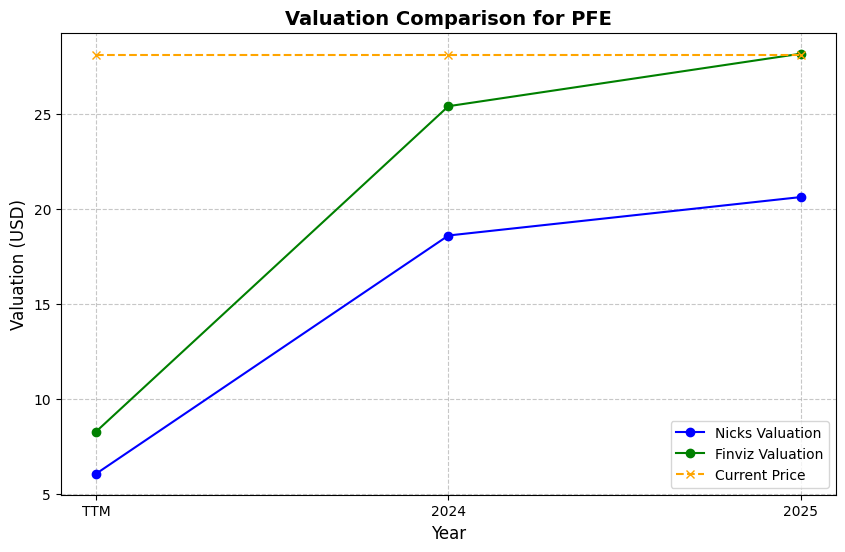 Valuation Comparison for PFE
Valuation (USD)
25
20
15
10
5
TTM
2024
2025
Year
Nicks Valuation
Finviz Valuation
Current Price